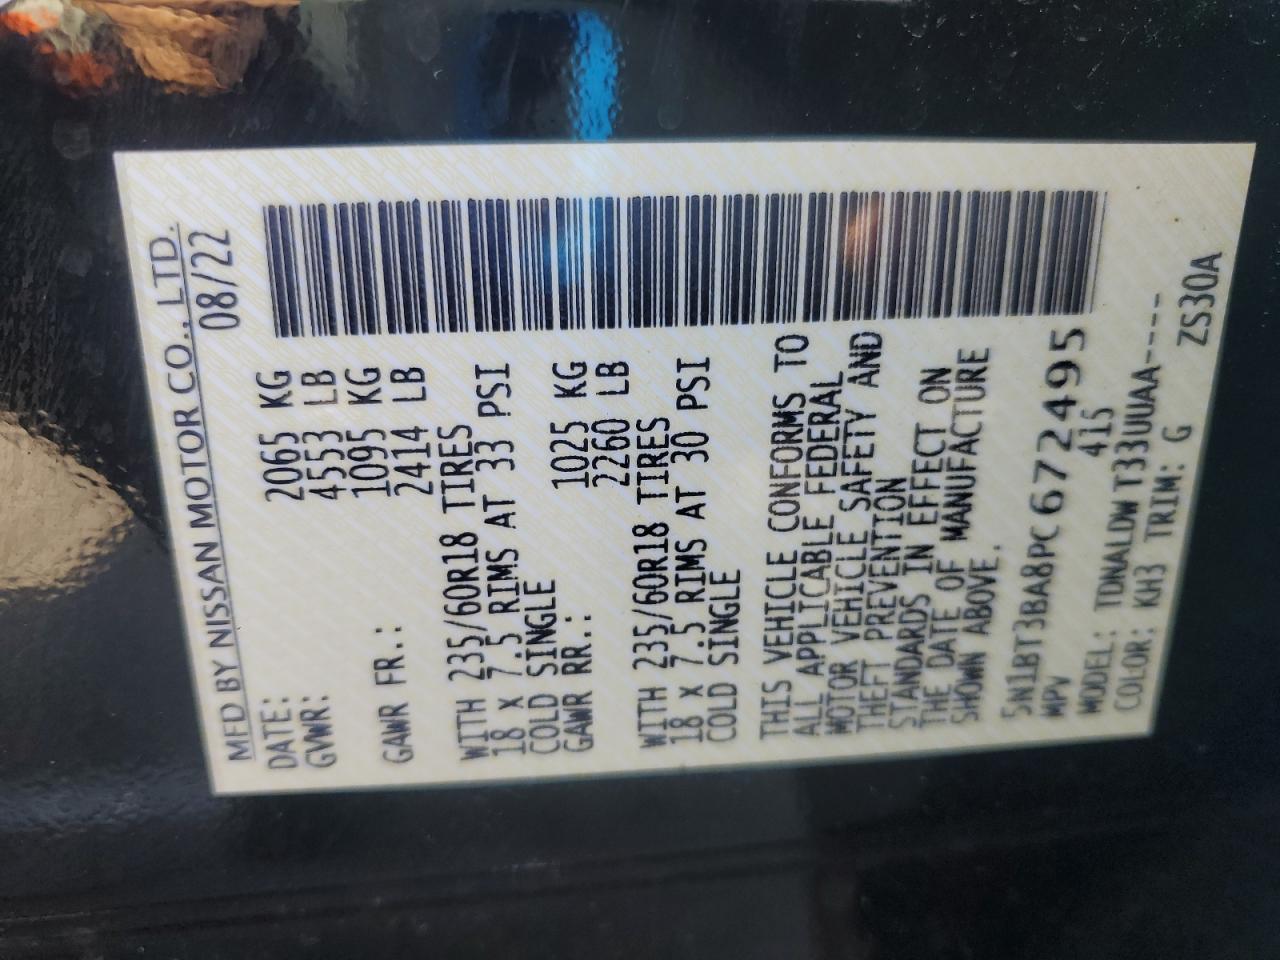 MFD BY NISSAN MOTOR CO., LTD.
DATE: 08/22
GVWR: 2065 KG
4553 LB
GAWR FR.: 1095 KG
2414 LB
WITH 235/60R18 TIRES
18 X 7.5 RIMS AT 33 PSI
COLD SINGLE
GAWR RR.: 1025 KG
2260 LB
WITH 235/60R18 TIRES
18 X 7.5 RIMS AT 30 PSI
COLD SINGLE
THIS VEHICLE CONFORMS TO
ALL APPLICABLE FEDERAL
MOTOR VEHICLE SAFETY AND
THEFT PREVENTION
STANDARDS IN EFFECT ON
THE DATE OF MANUFACTURE
SHOWN ABOVE.
5N1BT3BA8PC672495
MPV 415
MODEL: TDNALDWT33UUAA----
COLOR: KH3 TRIM: G ZS30A